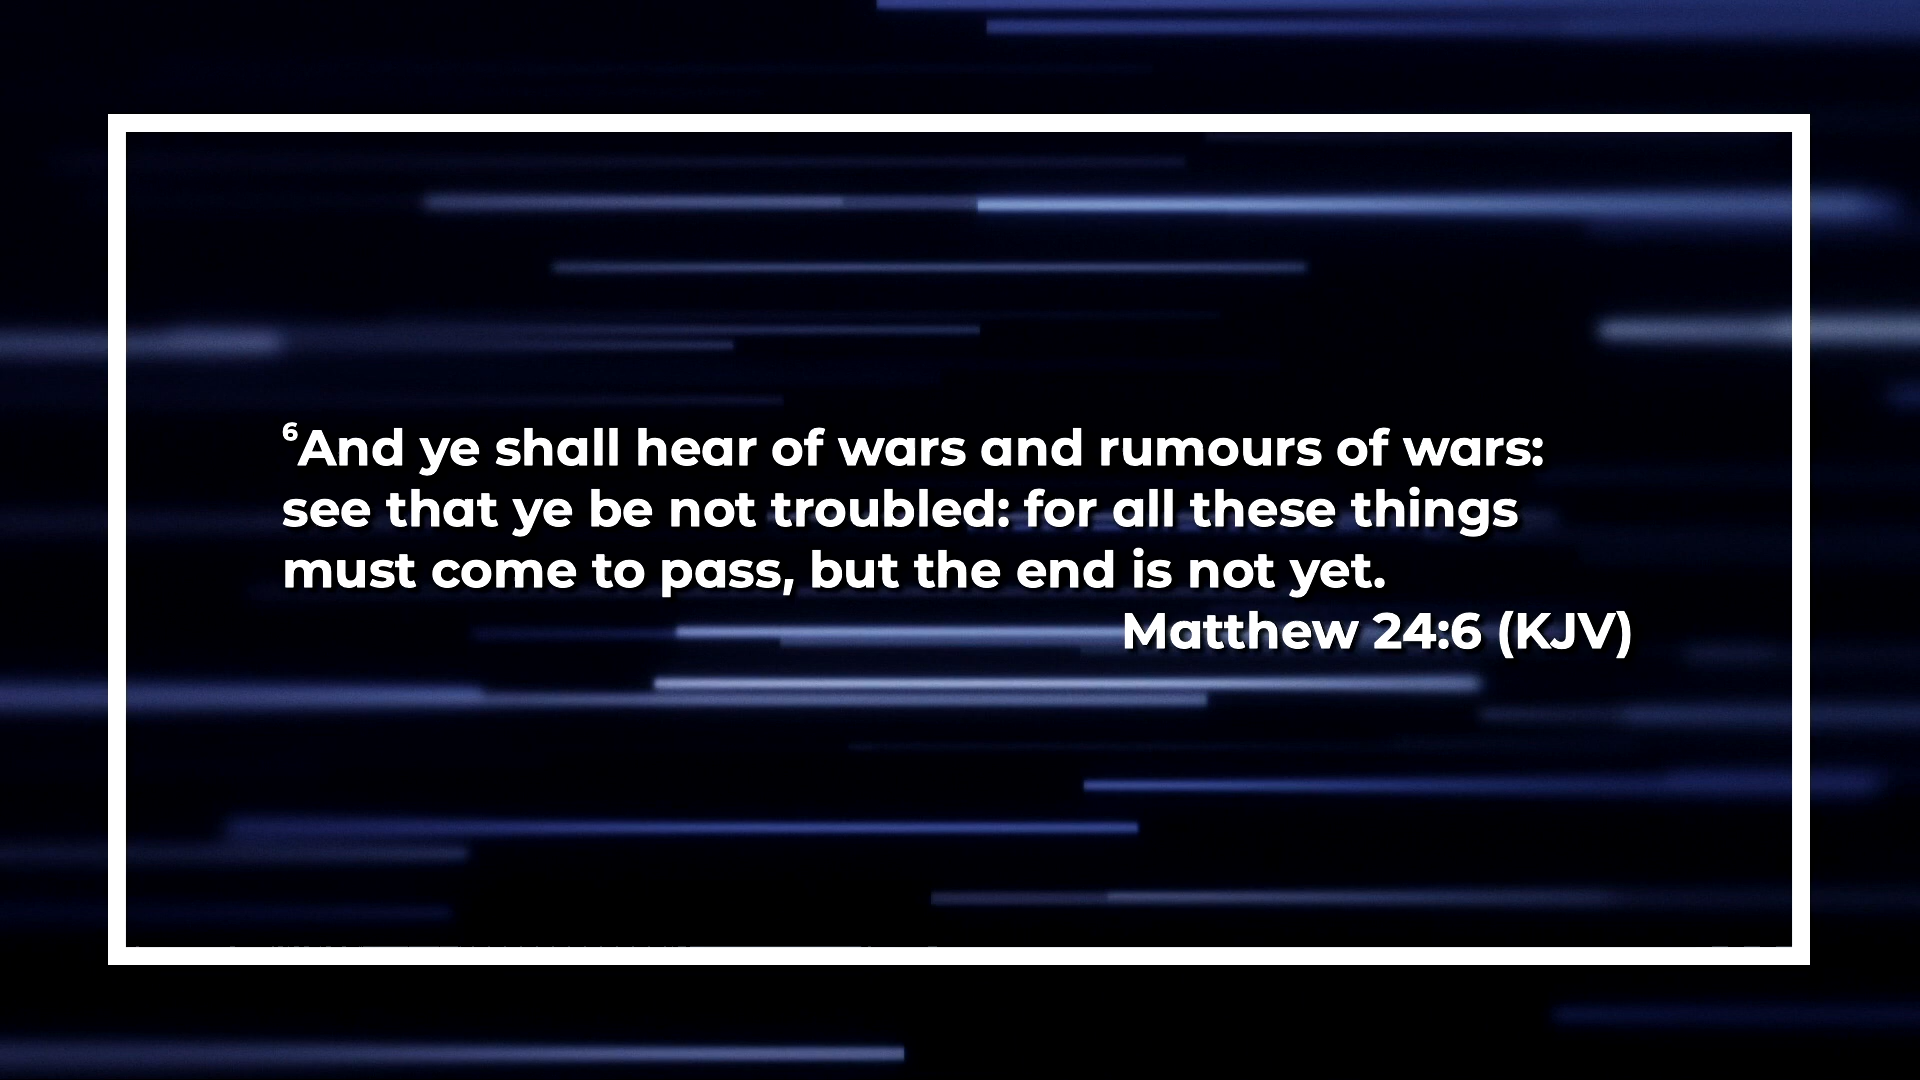 ⁶And ye shall hear of wars and rumours of wars:
see that ye be not troubled: for all these things
must come to pass, but the end is not yet.
Matthew 24:6 (KJV)